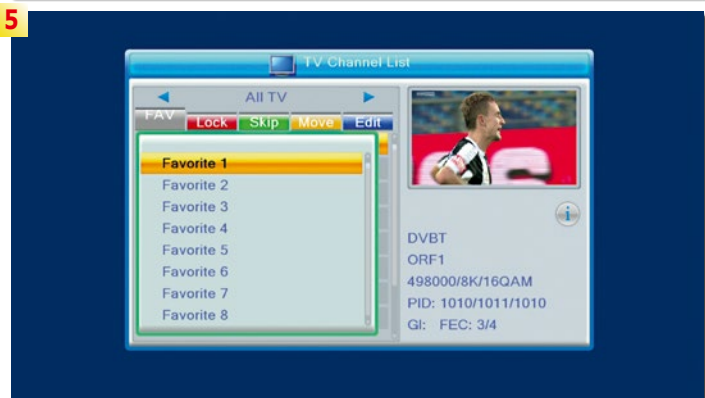 5
TV Channel List
All TV
FAV Lock Skip Move Edit
Favorite 1
Favorite 2
Favorite 3
Favorite 4
Favorite 5
Favorite 6
Favorite 7
Favorite 8
i
DVBT
ORF1
498000/8K/16QAM
PID: 1010/1011/1010
GI: FEC: 3/4